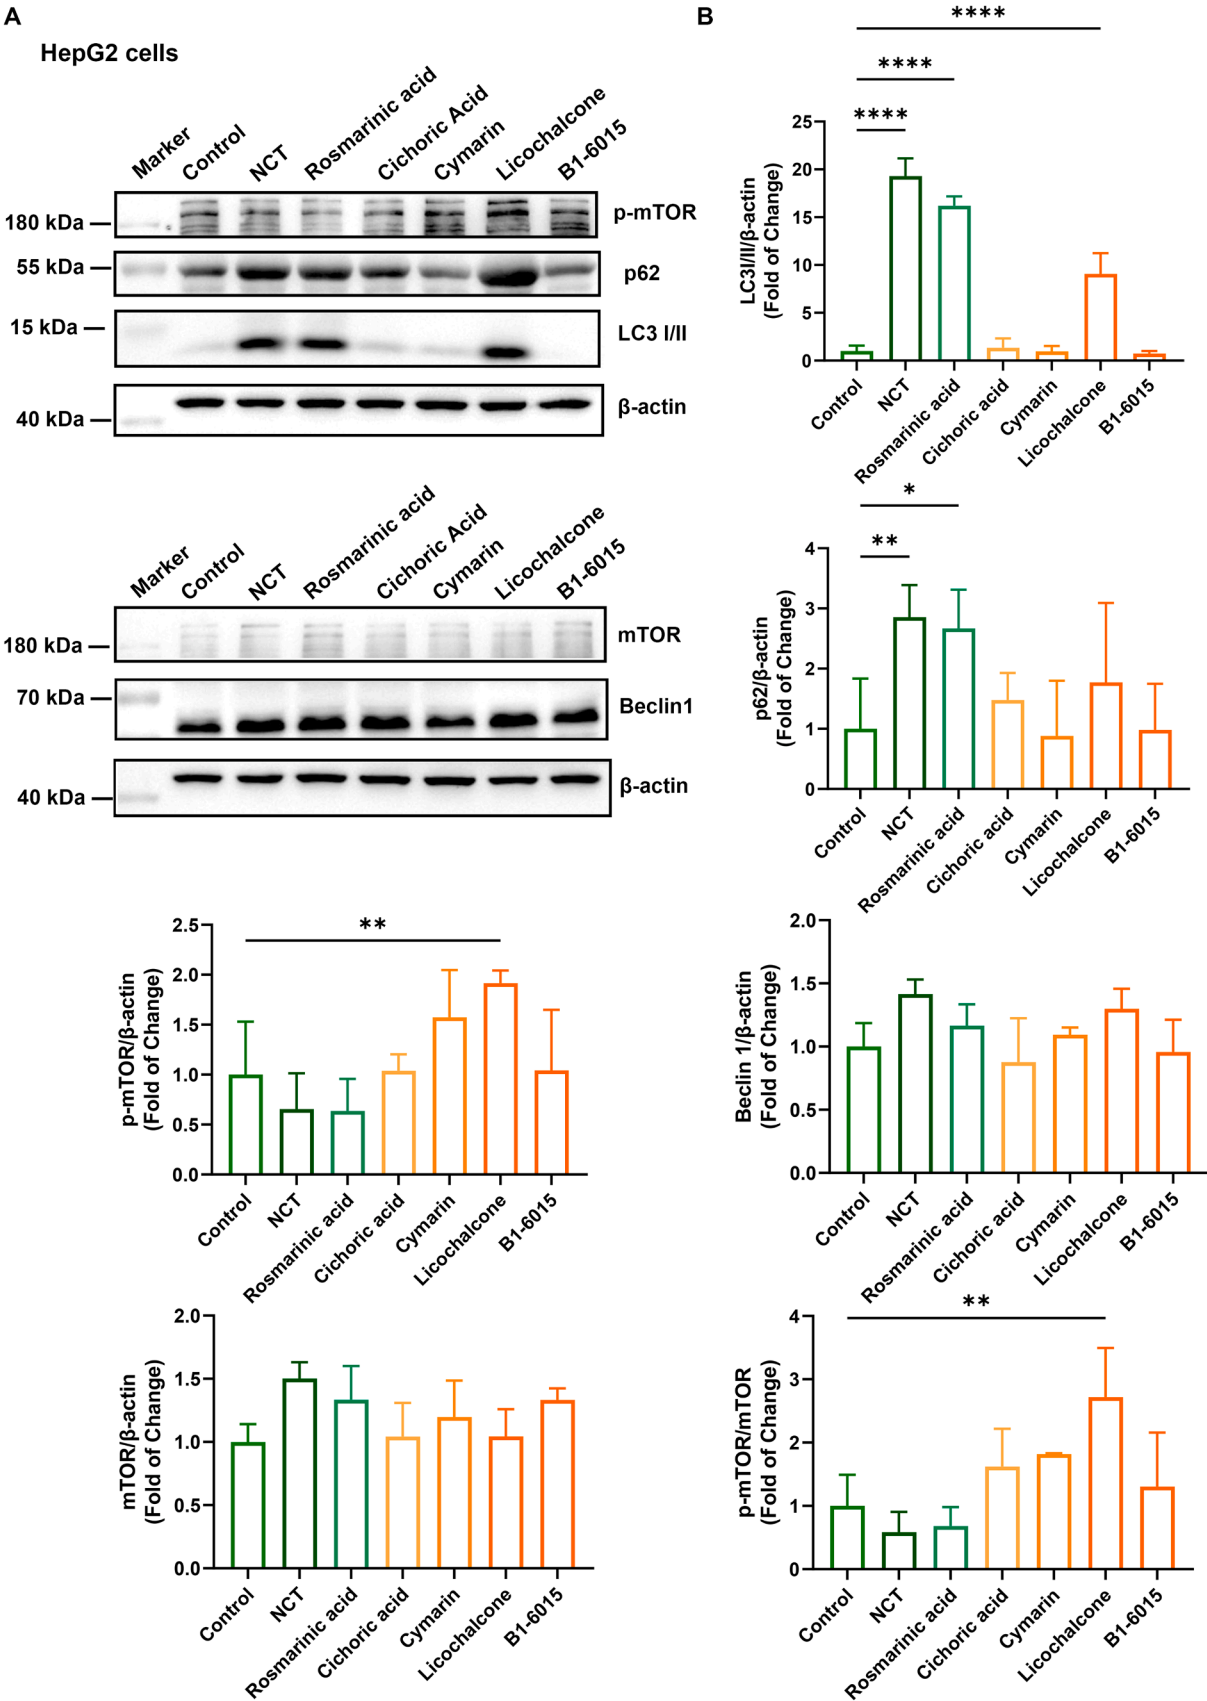 A
HepG2 cells
Marker
Control
NCT
Rosmarinic acid
Cichoric Acid
Cymarin
Licochalcone
B1-6015
180 kDa
p-mTOR
55 kDa
p62
15 kDa
LC3 I/II
40 kDa
β-actin
Marker
Control
NCT
Rosmarinic acid
Cichoric Acid
Cymarin
Licochalcone
B1-6015
180 kDa
mTOR
70 kDa
Beclin1
40 kDa
β-actin
B
****
****
****
LC3I/II/β-actin
(Fold of Change)
25
20
15
10
5
0
Control
NCT
Rosmarinic acid
Cichoric acid
Cymarin
Licochalcone
B1-6015
*
**
p62/β-actin
(Fold of Change)
4
3
2
1
0
Control
NCT
Rosmarinic acid
Cichoric acid
Cymarin
Licochalcone
B1-6015
**
p-mTOR/β-actin
(Fold of Change)
2.5
2.0
1.5
1.0
0.5
0.0
Control
NCT
Rosmarinic acid
Cichoric acid
Cymarin
Licochalcone
B1-6015
Beclin 1/β-actin
(Fold of Change)
2.0
1.5
1.0
0.5
0.0
Control
NCT
Rosmarinic acid
Cichoric acid
Cymarin
Licochalcone
B1-6015
mTOR/β-actin
(Fold of Change)
2.0
1.5
1.0
0.5
0.0
Control
NCT
Rosmarinic acid
Cichoric acid
Cymarin
Licochalcone
B1-6015
**
p-mTOR/mTOR
(Fold of Change)
4
3
2
1
0
Control
NCT
Rosmarinic acid
Cichoric acid
Cymarin
Licochalcone
B1-6015